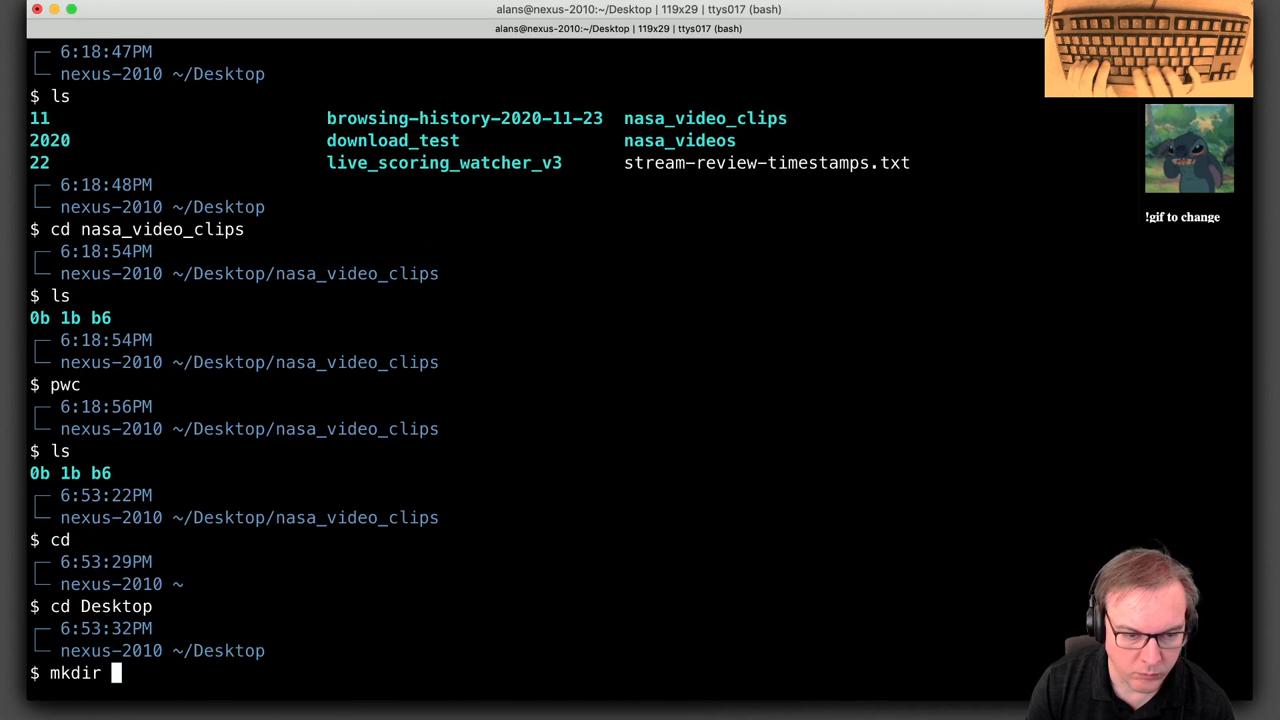 alans@nexus-2010:~/Desktop | 119x29 | ttys017 (bash)
alans@nexus-2010:~/Desktop | 119x29 | ttys017 (bash)
6:18:47PM
nexus-2010 ~/Desktop
$ ls
11 browsing-history-2020-11-23 nasa_video_clips
2020 download_test nasa_videos
22 live_scoring_watcher_v3 stream-review-timestamps.txt
6:18:48PM
nexus-2010 ~/Desktop
$ cd nasa_video_clips
6:18:54PM
nexus-2010 ~/Desktop/nasa_video_clips
$ ls
0b 1b b6
6:18:54PM
nexus-2010 ~/Desktop/nasa_video_clips
$ pwc
6:18:56PM
nexus-2010 ~/Desktop/nasa_video_clips
$ ls
0b 1b b6
6:53:22PM
nexus-2010 ~/Desktop/nasa_video_clips
$ cd
6:53:29PM
nexus-2010 ~
$ cd Desktop
6:53:32PM
nexus-2010 ~/Desktop
$ mkdir
!gif to change